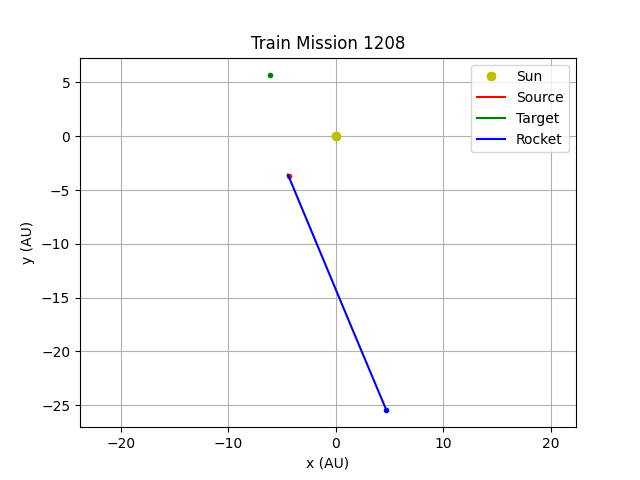 Train Mission 1208
Sun
Source
Target
Rocket
5
0
−5
−10
−15
−20
−25
y (AU)
−20
−10
0
10
20
x (AU)